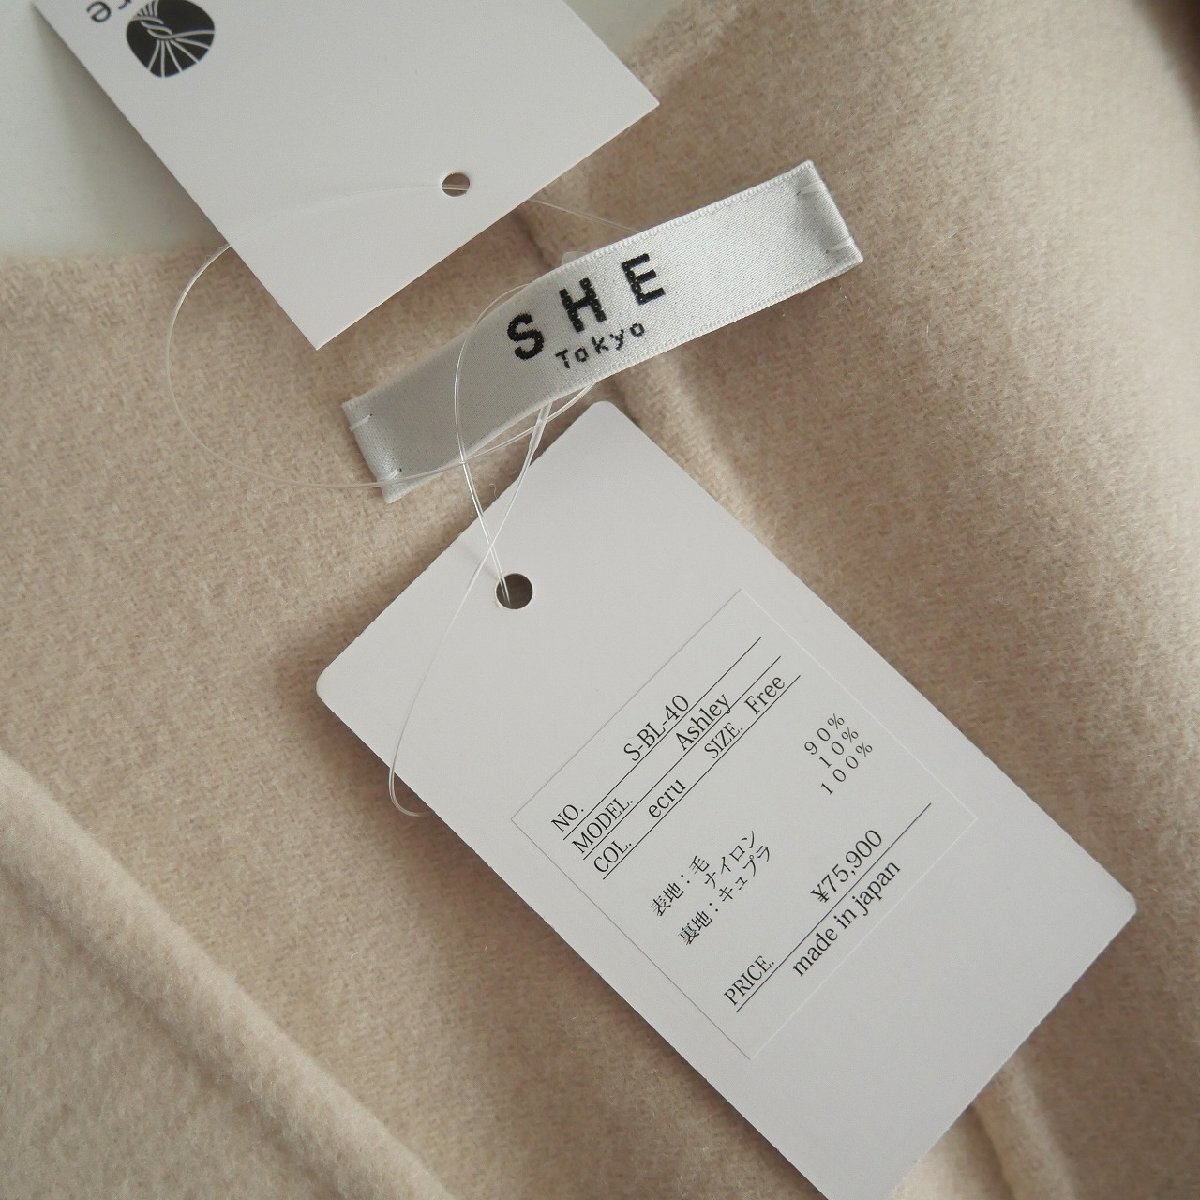 SHE
Tokyo
NO. S-BL-40
MODEL. Ashley
COL. ecru SIZE Free
表地:毛 90%
ナイロン 10%
裏地:キュプラ 100%
PRICE. ¥75,900
made in japan